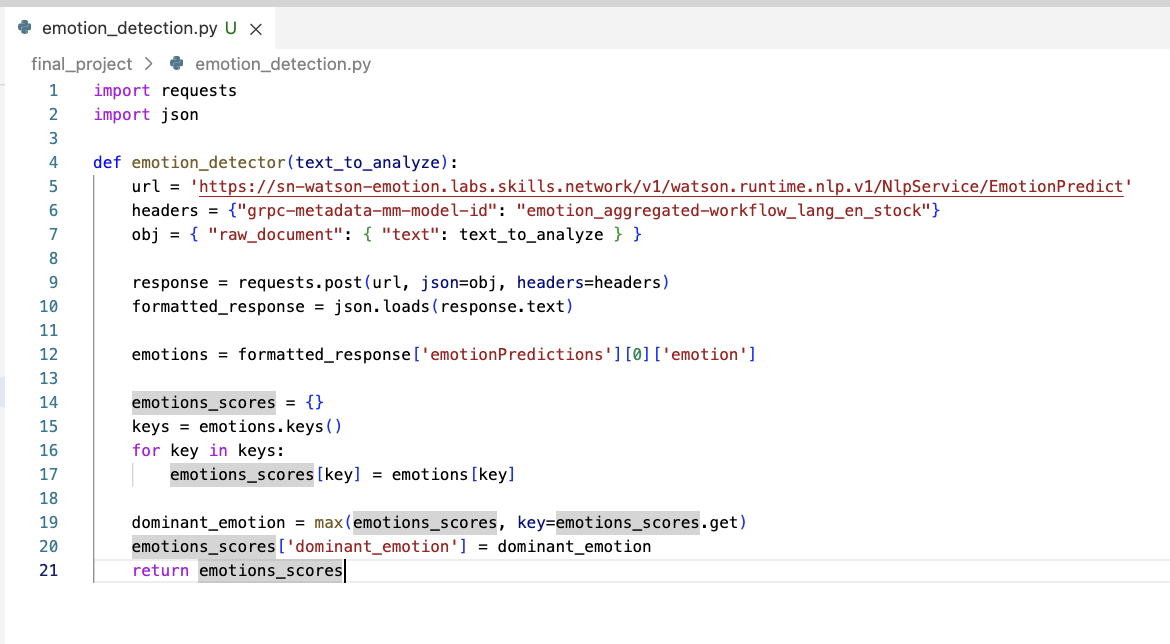 emotion_detection.py U ×
final_project > emotion_detection.py
1 import requests
2 import json
3
4 def emotion_detector(text_to_analyze):
5     url = 'https://sn-watson-emotion.labs.skills.network/v1/watson.runtime.nlp.v1/NlpService/EmotionPredict'
6     headers = {"grpc-metadata-mm-model-id": "emotion_aggregated-workflow_lang_en_stock"}
7     obj = { "raw_document": { "text": text_to_analyze } }
8
9     response = requests.post(url, json=obj, headers=headers)
10     formatted_response = json.loads(response.text)
11
12     emotions = formatted_response['emotionPredictions'][0]['emotion']
13
14     emotions_scores = {}
15     keys = emotions.keys()
16     for key in keys:
17         emotions_scores[key] = emotions[key]
18
19     dominant_emotion = max(emotions_scores, key=emotions_scores.get)
20     emotions_scores['dominant_emotion'] = dominant_emotion
21     return emotions_scores